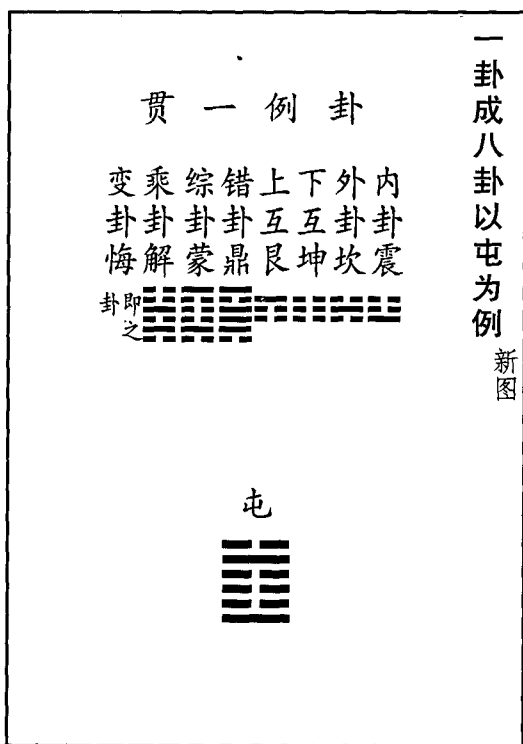 一卦成八卦以屯为例
新图
卦例一贯
内卦震
外卦坎
下互坤
上互艮
错卦鼎
综卦蒙
乘卦解
变卦悔
即之
卦
屯